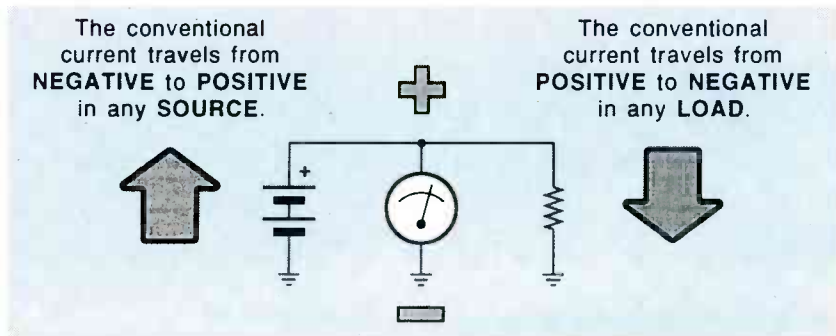 The conventional
current travels from
NEGATIVE to POSITIVE
in any SOURCE.
The conventional
current travels from
POSITIVE to NEGATIVE
in any LOAD.
+